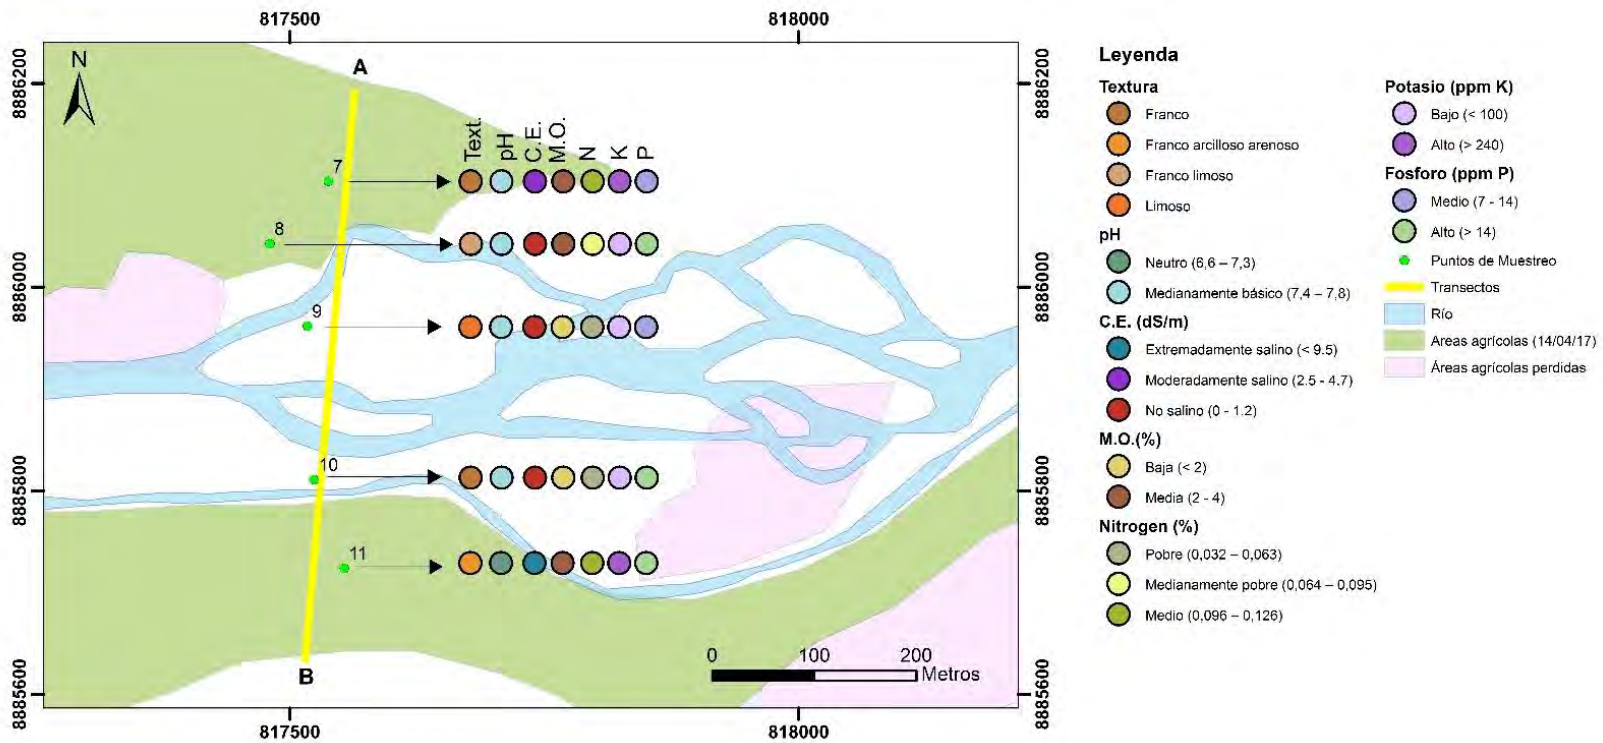 817500
818000
8886200
8886200
N
A
7
Text.
pH
C.E.
M.O.
N
K
P
8
8886000
8886000
9
10
8885800
8885800
11
B
0 100 200
Metros
8885600
8885600
817500
818000
Leyenda
Textura
Franco
Franco arcilloso arenoso
Franco limoso
Limoso
pH
Neutro (6,6 – 7,3)
Medianamente básico (7,4 – 7,8)
C.E. (dS/m)
Extremadamente salino (< 9.5)
Moderadamente salino (2.5 - 4.7)
No salino (0 - 1.2)
M.O.(%)
Baja (< 2)
Media (2 - 4)
Nitrogen (%)
Pobre (0,032 – 0,063)
Medianamente pobre (0,064 – 0,095)
Medio (0,096 – 0,126)
Potasio (ppm K)
Bajo (< 100)
Alto (> 240)
Fosforo (ppm P)
Medio (7 - 14)
Alto (> 14)
Puntos de Muestreo
Transectos
Río
Areas agrícolas (14/04/17)
Áreas agrícolas perdidas